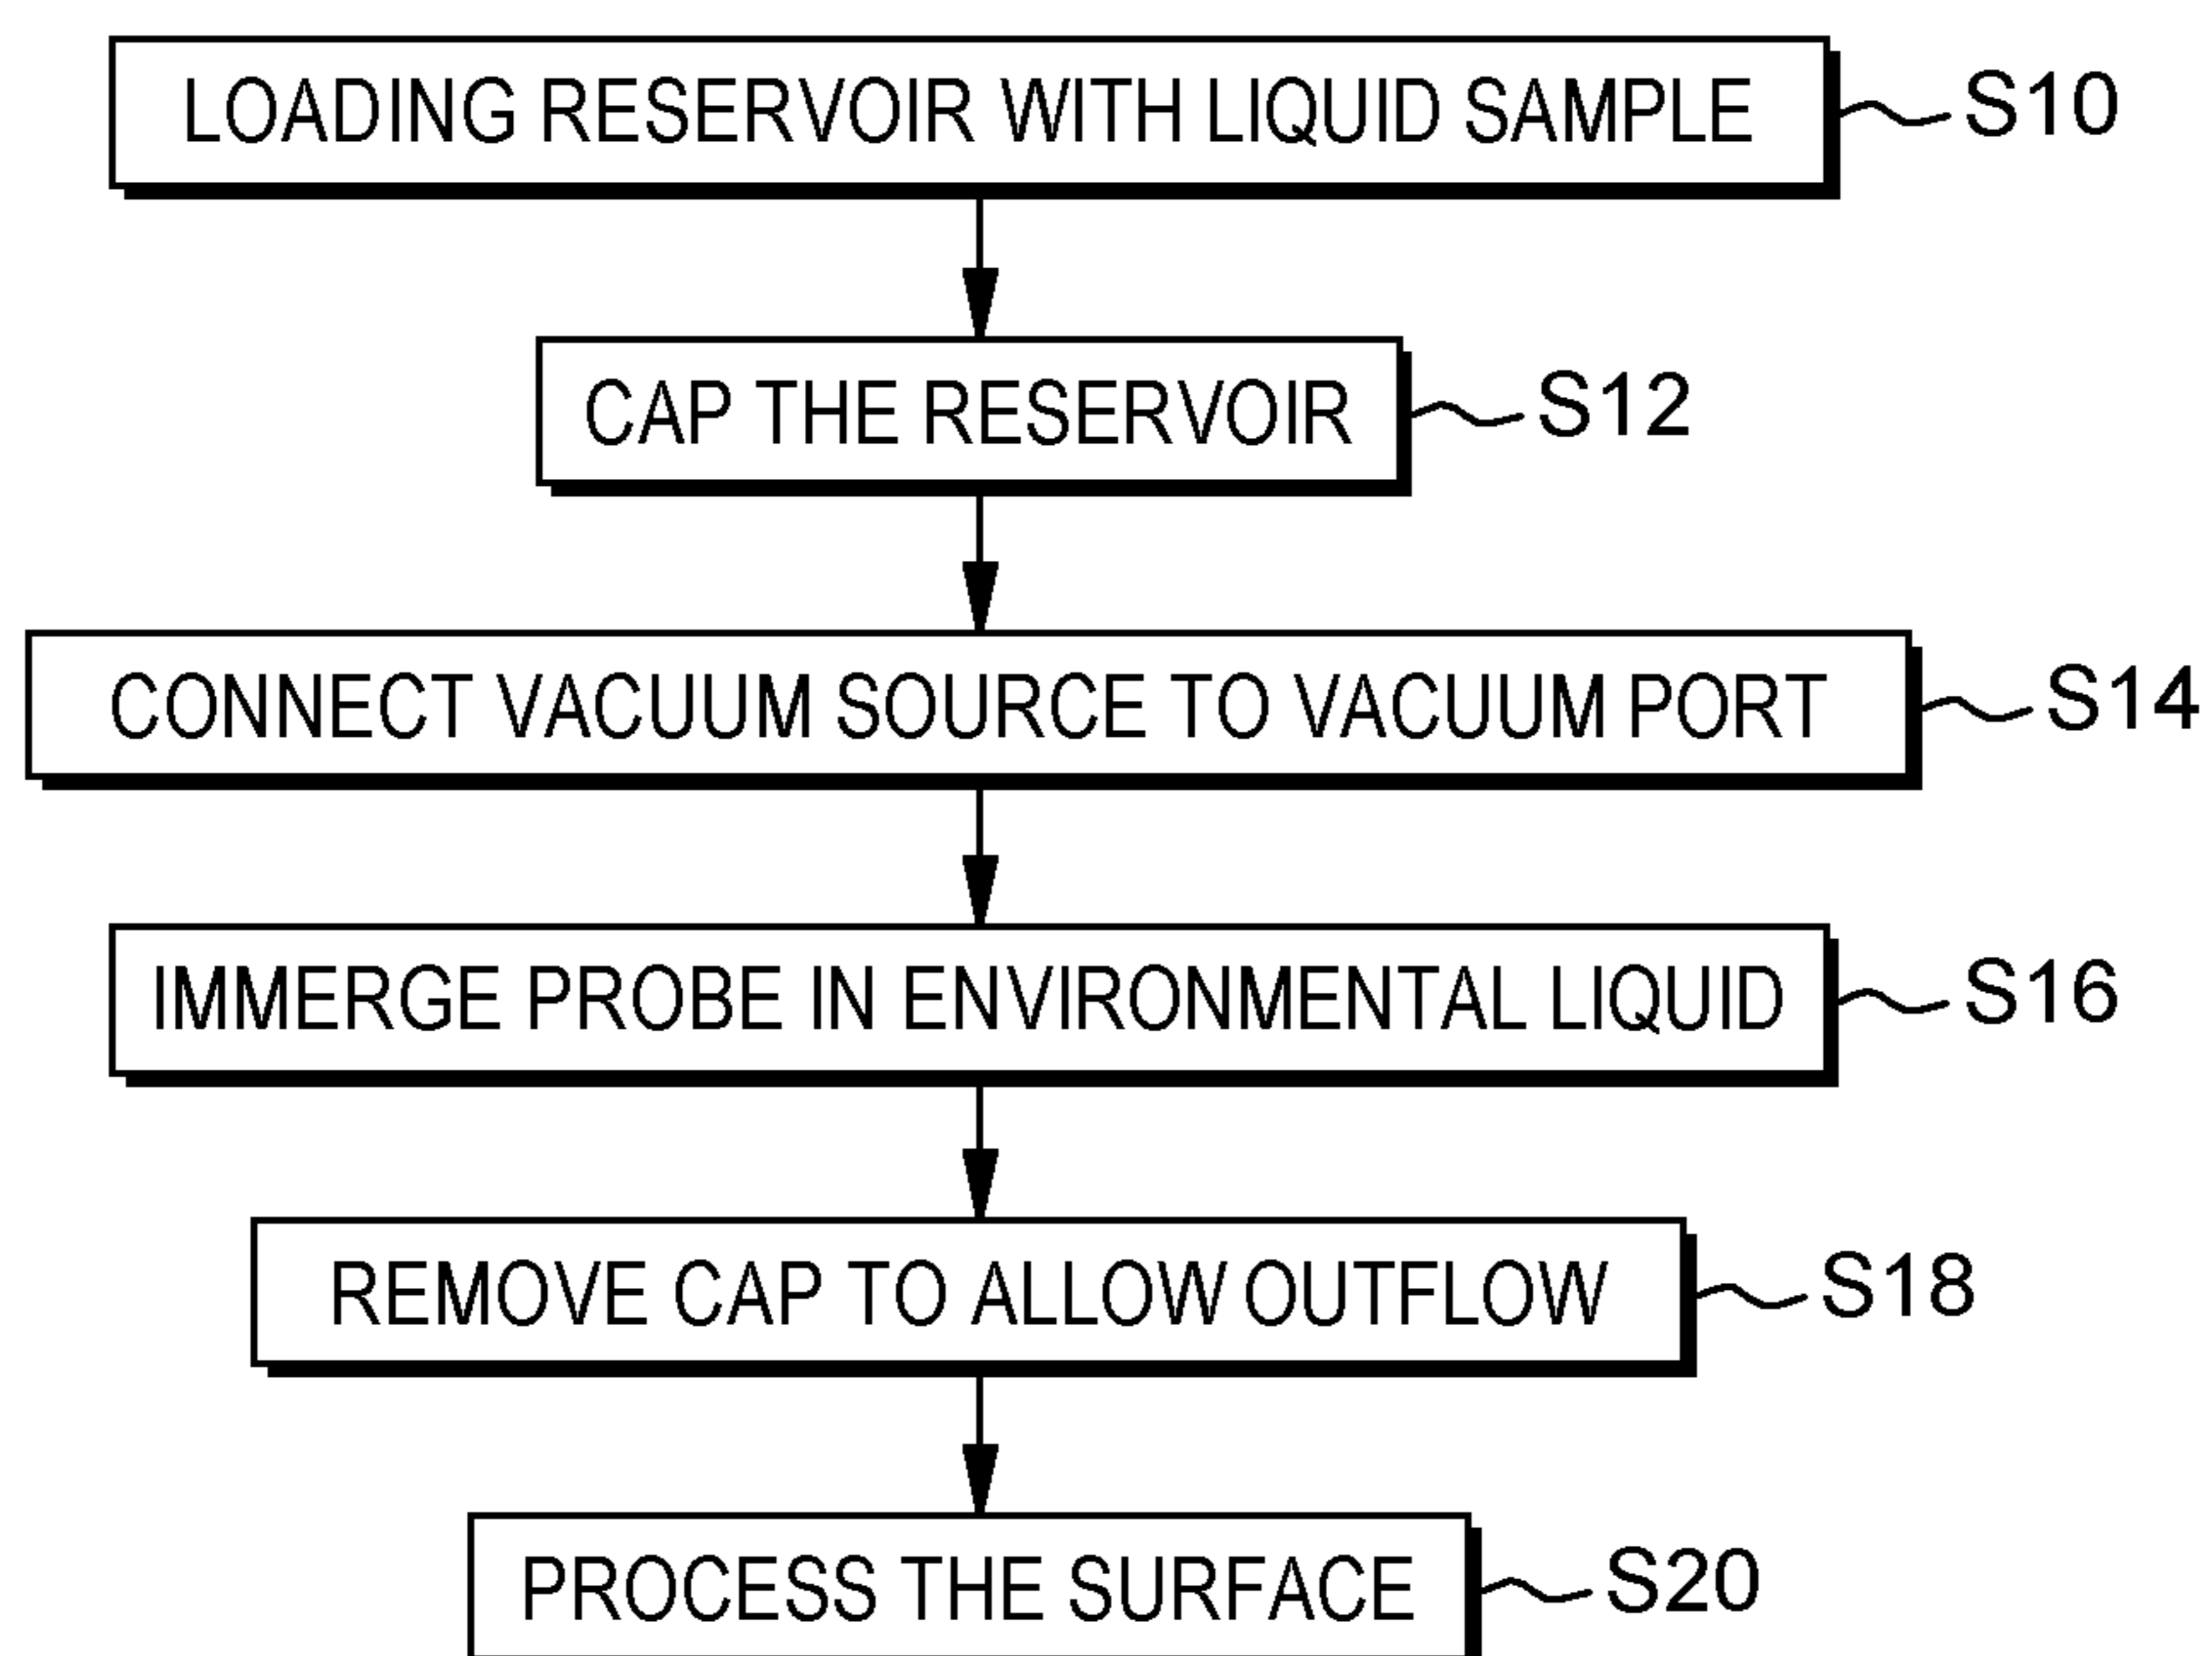 LOADING RESERVOIR WITH LIQUID SAMPLE S10
CAP THE RESERVOIR S12
CONNECT VACUUM SOURCE TO VACUUM PORT S14
IMMERGE PROBE IN ENVIRONMENTAL LIQUID S16
REMOVE CAP TO ALLOW OUTFLOW S18
PROCESS THE SURFACE S20